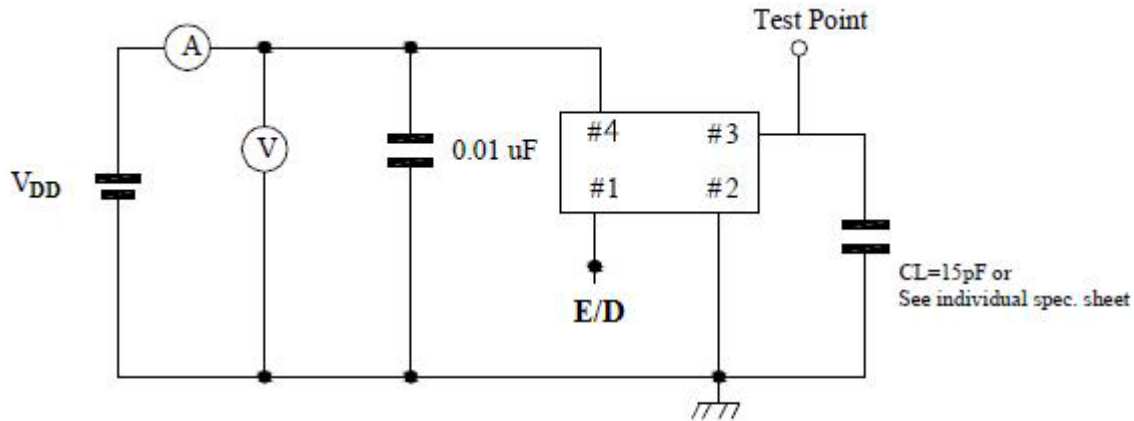 Test Point
A
V
0.01 uF
#4 #3
#1 #2
VDD
E/D
CL=15pF or
See individual spec. sheet